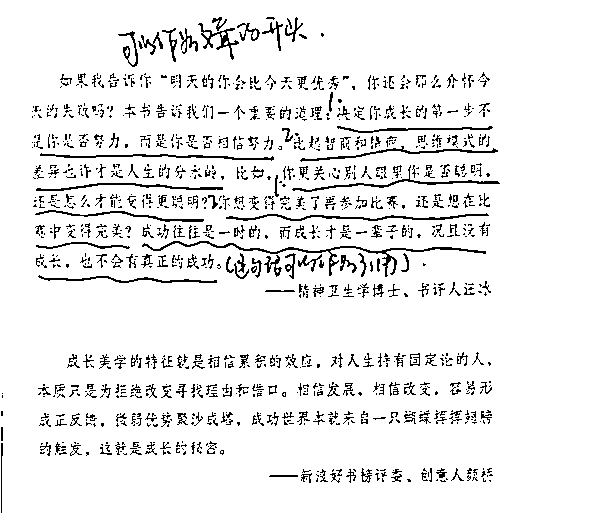 可以作为文章的开头.
如果我告诉你“明天的你会比今天更优秀”，你还会那么介怀今
天的失败吗？本书告诉我们一个重要的道理：1.决定你成长的第一步不
是你是否努力，而是你是否相信努力。2.比起智商和情商，思维模式的
差异也许才是人生的分水岭，比如，1.你更关心别人眼里你是否聪明，
还是怎么才能变得更聪明？2.你想变得完美了再参加比赛，还是想在比
赛中变得完美？成功往往是一时的，而成长才是一辈子的，况且没有
成长，也不会有真正的成功。(这句话可以作为引用).
——精神卫生学博士、书评人汪冰
成长美学的特征就是相信累积的效应，对人生持有固定论的人，
本质只是为拒绝改变寻找理由和借口。相信发展，相信改变，容易形
成正反馈，微弱优势聚沙成塔，成功世界本就来自一只蝴蝶挥挥翅膀
的触发，这就是成长的秘密。
——新浪好书榜评委、创意人颜桥